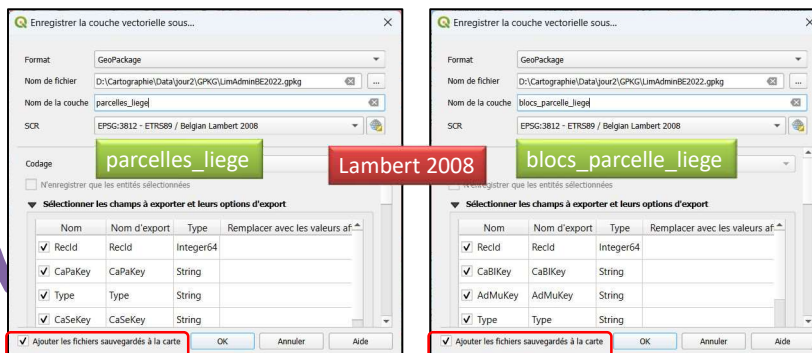 Enregistrer la couche vectorielle sous...
Format GeoPackage
Nom de fichier D:\Cartographie\Data\jour2\GPKG\LimAdminBE2022.gpkg ...
Nom de la couche parcelles_liege
SCR EPSG:3812 - ETRS89 / Belgian Lambert 2008
Codage
parcelles_liege
N'enregistrer que les entités sélectionnées
Sélectionner les champs à exporter et leurs options d'export
Nom Nom d'export Type Remplacer avec les valeurs af
RecId RecId Integer64
CaPaKey CaPaKey String
Type Type String
CaSeKey CaSeKey String
Ajouter les fichiers sauvegardés à la carte OK Annuler Aide
Lambert 2008
Enregistrer la couche vectorielle sous...
Format GeoPackage
Nom de fichier D:\Cartographie\Data\jour2\GPKG\LimAdminBE2022.gpkg ...
Nom de la couche blocs_parcelle_liege
SCR EPSG:3812 - ETRS89 / Belgian Lambert 2008
blocs_parcelle_liege
N'enregistrer que les entités sélectionnées
Sélectionner les champs à exporter et leurs options d'export
Nom Nom d'export Type Remplacer avec les valeurs af
RecId RecId Integer64
CaBlKey CaBlKey String
AdMuKey AdMuKey String
Type Type String
Ajouter les fichiers sauvegardés à la carte OK Annuler Aide